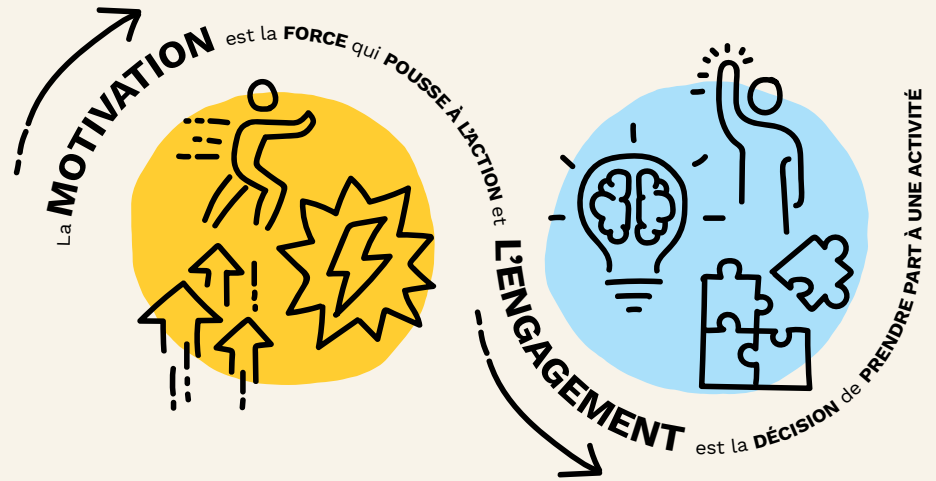 La MOTIVATION est la FORCE qui POUSSE À L'ACTION et
L'ENGAGEMENT est la DÉCISION de PRENDRE PART À UNE ACTIVITÉ